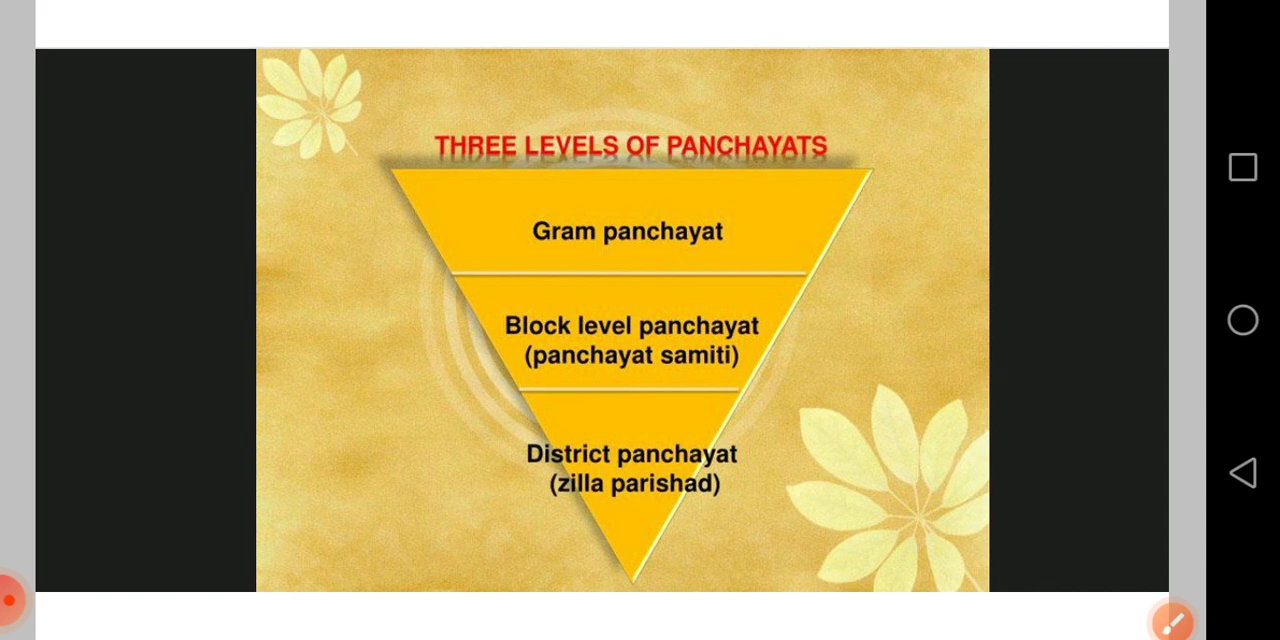 THREE LEVELS OF PANCHAYATS
Gram panchayat
Block level panchayat
(panchayat samiti)
District panchayat
(zilla parishad)